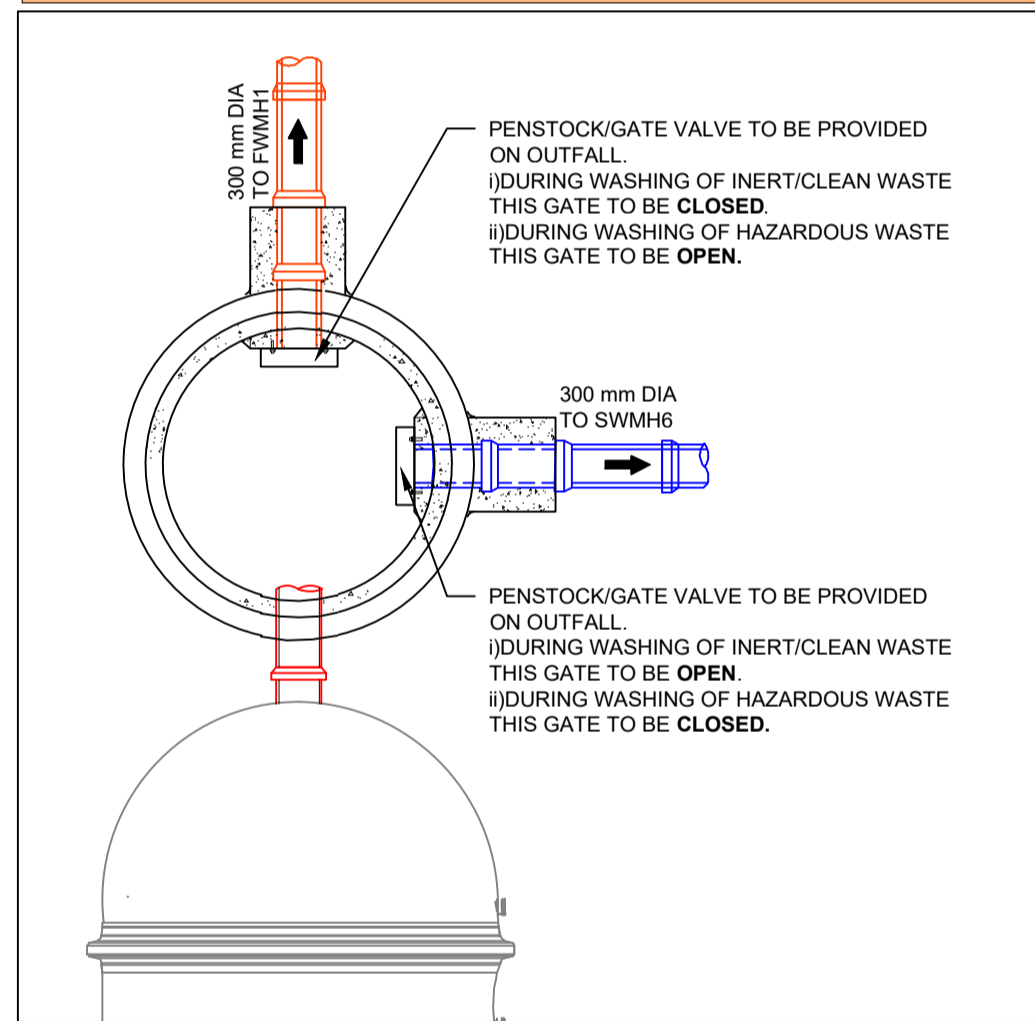 300 mm DIA
TO FWMH1
PENSTOCK/GATE VALVE TO BE PROVIDED
ON OUTFALL.
i)DURING WASHING OF INERT/CLEAN WASTE
THIS GATE TO BE CLOSED.
ii)DURING WASHING OF HAZARDOUS WASTE
THIS GATE TO BE OPEN.
300 mm DIA
TO SWMH6
PENSTOCK/GATE VALVE TO BE PROVIDED
ON OUTFALL.
i)DURING WASHING OF INERT/CLEAN WASTE
THIS GATE TO BE OPEN.
ii)DURING WASHING OF HAZARDOUS WASTE
THIS GATE TO BE CLOSED.